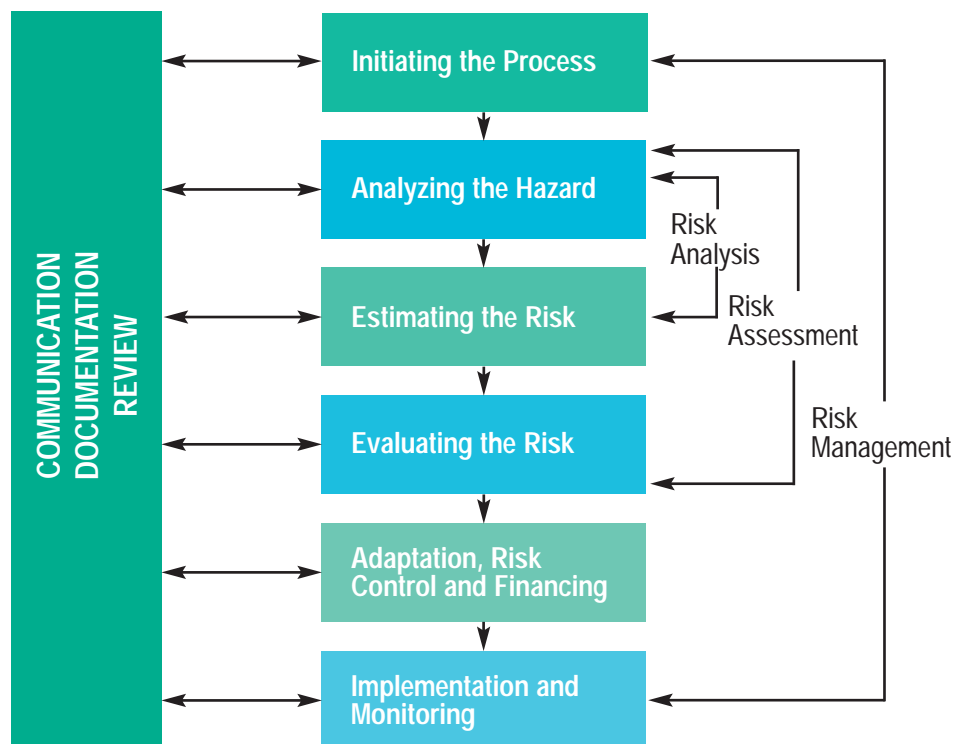 COMMUNICATION
DOCUMENTATION
REVIEW
Initiating the Process
Analyzing the Hazard
Risk
Analysis
Estimating the Risk
Risk
Assessment
Evaluating the Risk
Risk
Management
Adaptation, Risk
Control and Financing
Implementation and
Monitoring